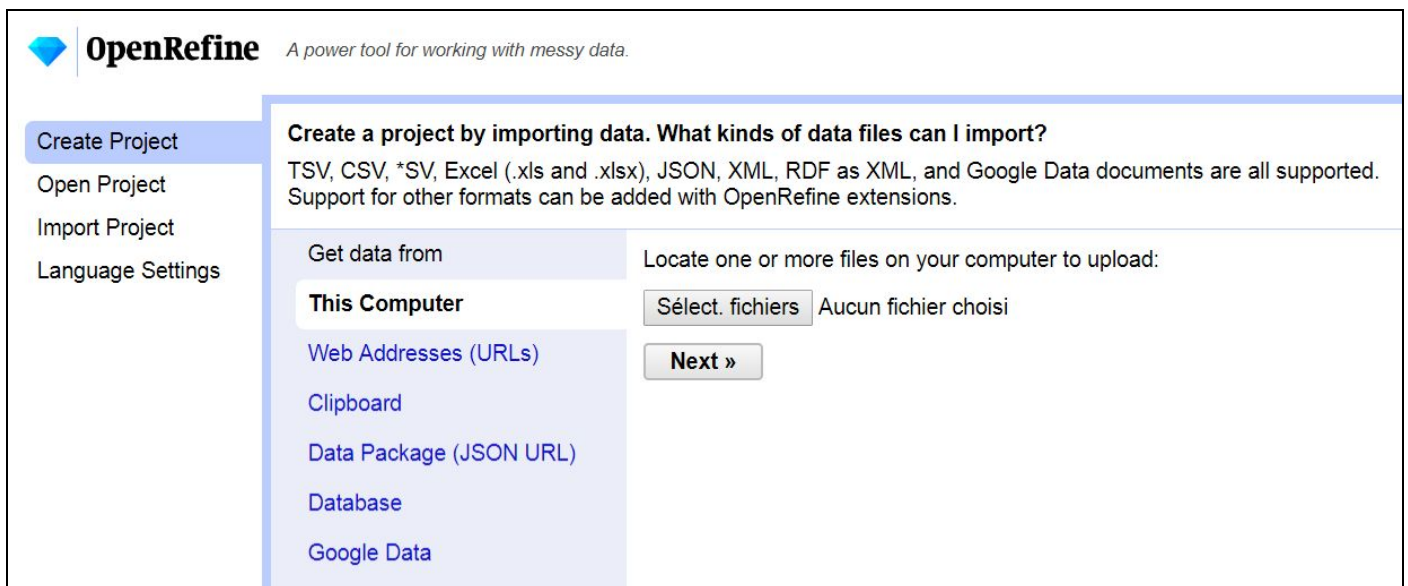 OpenRefine A power tool for working with messy data.
Create Project
Open Project
Import Project
Language Settings
Create a project by importing data. What kinds of data files can I import?
TSV, CSV, *SV, Excel (.xls and .xlsx), JSON, XML, RDF as XML, and Google Data documents are all supported.
Support for other formats can be added with OpenRefine extensions.
Get data from
This Computer
Web Addresses (URLs)
Clipboard
Data Package (JSON URL)
Database
Google Data
Locate one or more files on your computer to upload:
Sélect. fichiers Aucun fichier choisi
Next »